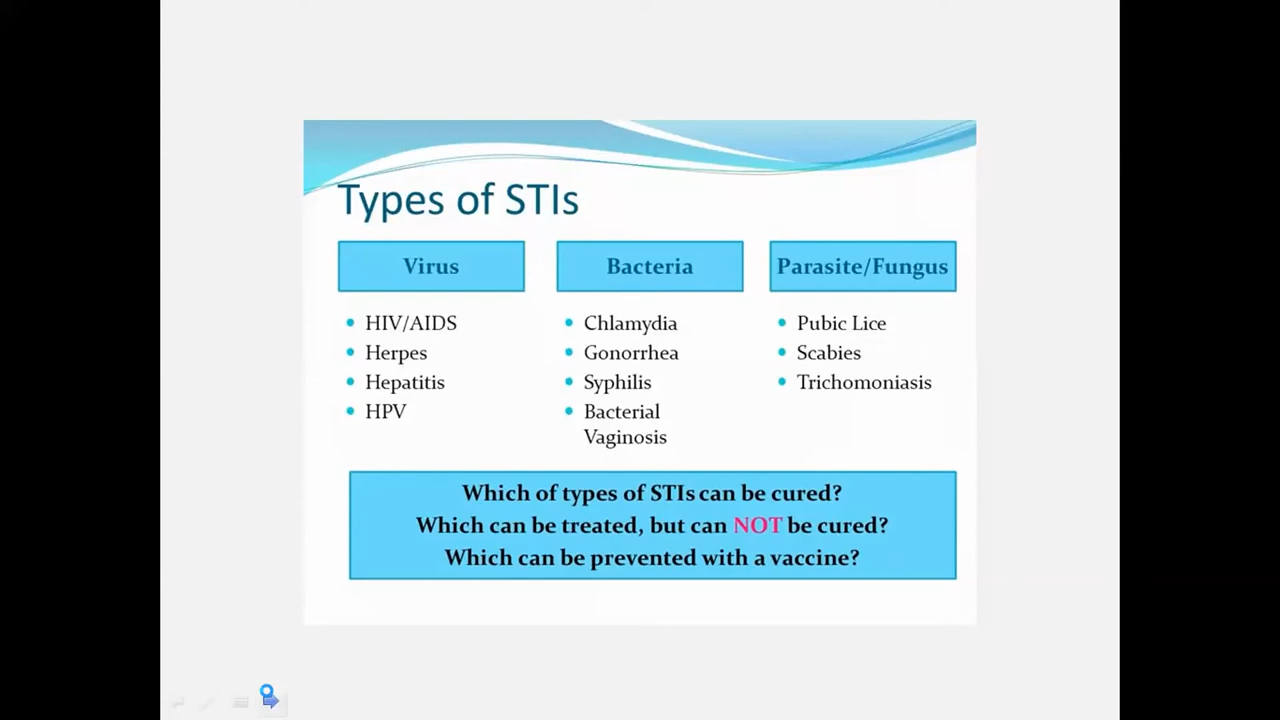 Types of STIs
Virus
HIV/AIDS
Herpes
Hepatitis
HPV
Bacteria
Chlamydia
Gonorrhea
Syphilis
Bacterial
Vaginosis
Parasite/Fungus
Pubic Lice
Scabies
Trichomoniasis
Which of types of STIs can be cured?
Which can be treated, but can NOT be cured?
Which can be prevented with a vaccine?